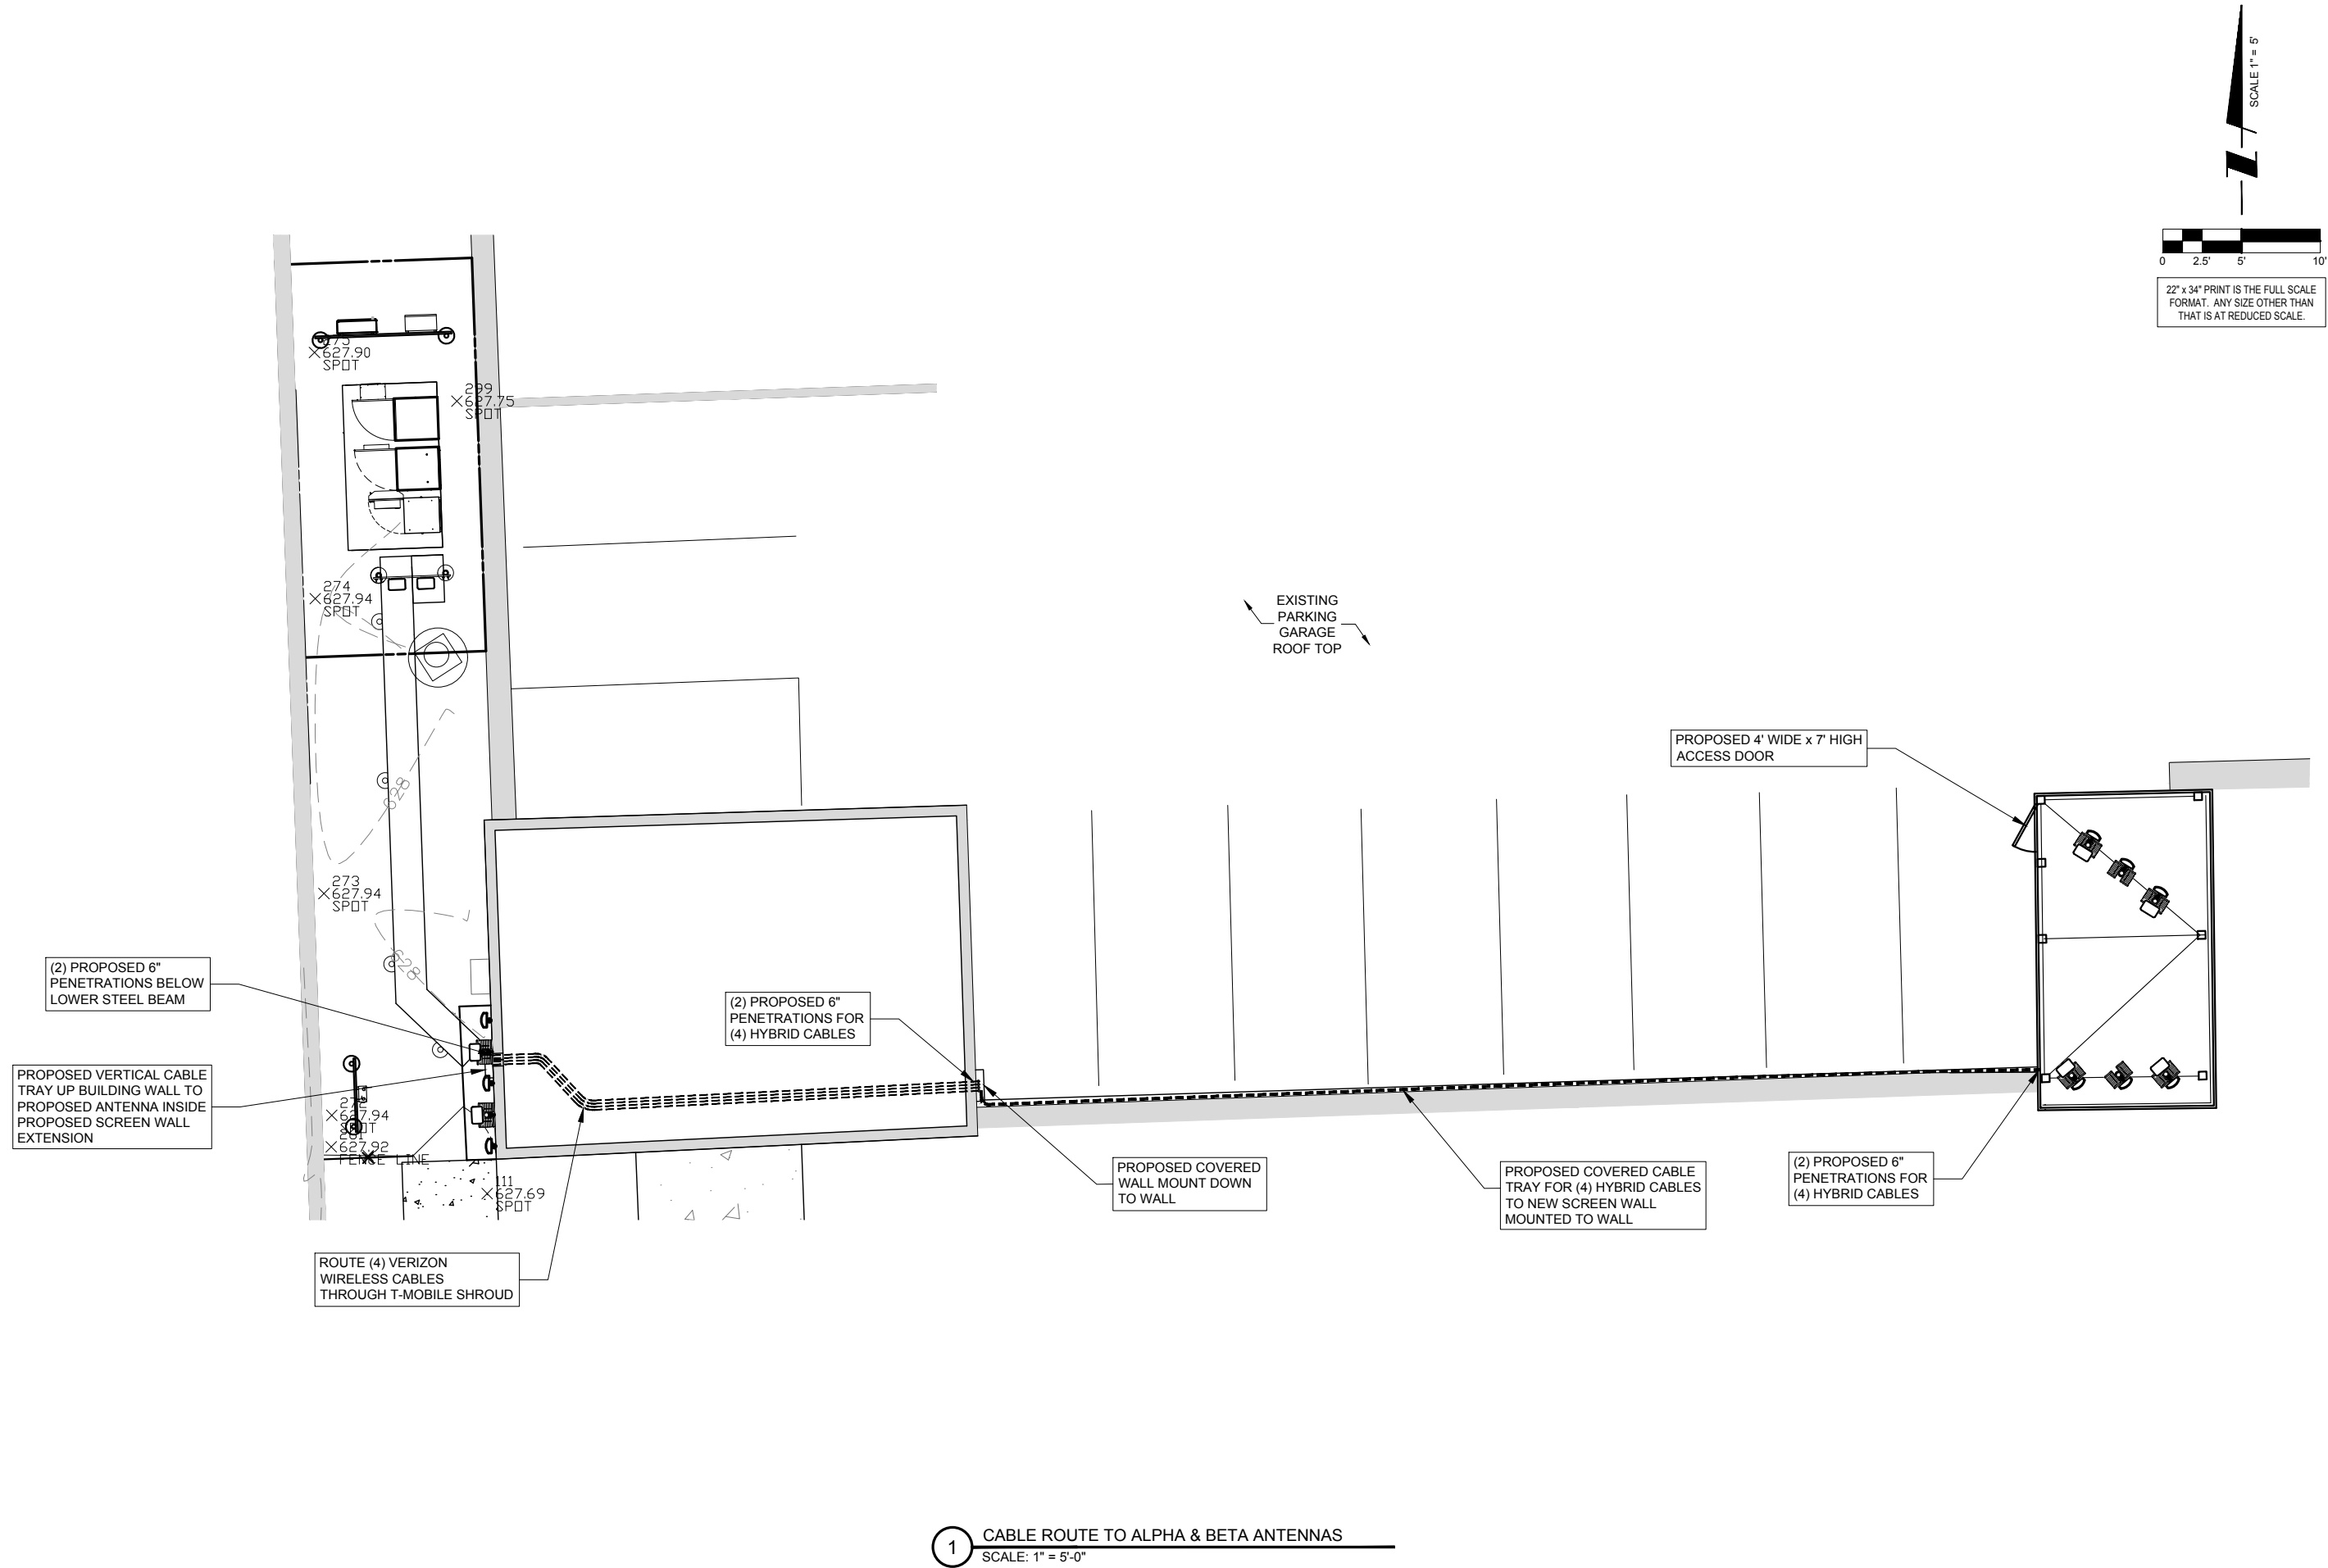 SCALE 1" = 5'
0 2.5' 5' 10'
22" x 34" PRINT IS THE FULL SCALE
FORMAT. ANY SIZE OTHER THAN
THAT IS AT REDUCED SCALE.
627.90
SPOT
299
627.75
SPOT
274
627.94
SPOT
EXISTING
PARKING
GARAGE
ROOF TOP
PROPOSED 4' WIDE x 7' HIGH
ACCESS DOOR
628
273
627.94
SPOT
628
(2) PROPOSED 6"
PENETRATIONS BELOW
LOWER STEEL BEAM
(2) PROPOSED 6"
PENETRATIONS FOR
(4) HYBRID CABLES
PROPOSED VERTICAL CABLE
TRAY UP BUILDING WALL TO
PROPOSED ANTENNA INSIDE
PROPOSED SCREEN WALL
EXTENSION
627.94
SPOT
627.92
FENCE LINE
111
627.69
SPOT
PROPOSED COVERED
WALL MOUNT DOWN
TO WALL
PROPOSED COVERED CABLE
TRAY FOR (4) HYBRID CABLES
TO NEW SCREEN WALL
MOUNTED TO WALL
(2) PROPOSED 6"
PENETRATIONS FOR
(4) HYBRID CABLES
ROUTE (4) VERIZON
WIRELESS CABLES
THROUGH T-MOBILE SHROUD
1 CABLE ROUTE TO ALPHA & BETA ANTENNAS
SCALE: 1" = 5'-0"